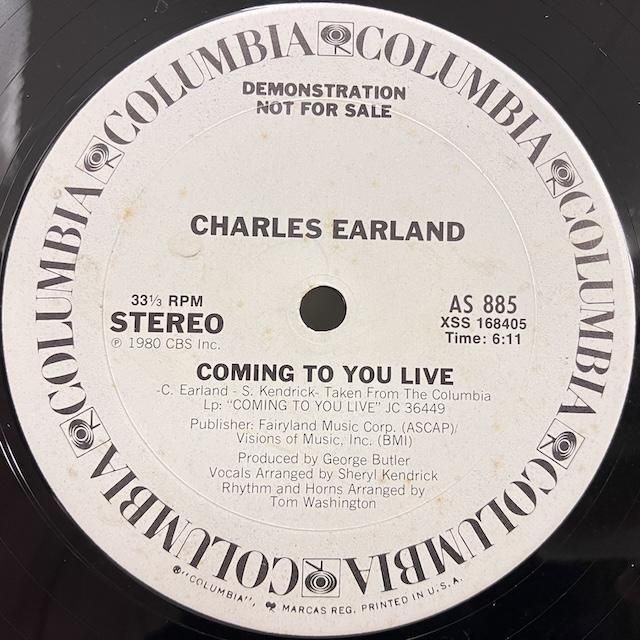 COLUMBIA COLUMBIA COLUMBIA COLUMBIA COLUMBIA COLUMBIA COLUMBIA COLUMBIA
DEMONSTRATION
NOT FOR SALE
CHARLES EARLAND
33⅓ RPM
STEREO
℗ 1980 CBS Inc.
AS 885
XSS 168405
Time: 6:11
COMING TO YOU LIVE
-C. Earland - S. Kendrick- Taken From The Columbia
Lp: "COMING TO YOU LIVE" JC 36449
Publisher: Fairyland Music Corp. (ASCAP)/
Visions of Music, Inc. (BMI)
Produced by George Butler
Vocals Arranged by Sheryl Kendrick
Rhythm and Horns Arranged by
Tom Washington
® "COLUMBIA", MARCAS REG. PRINTED IN U.S.A.